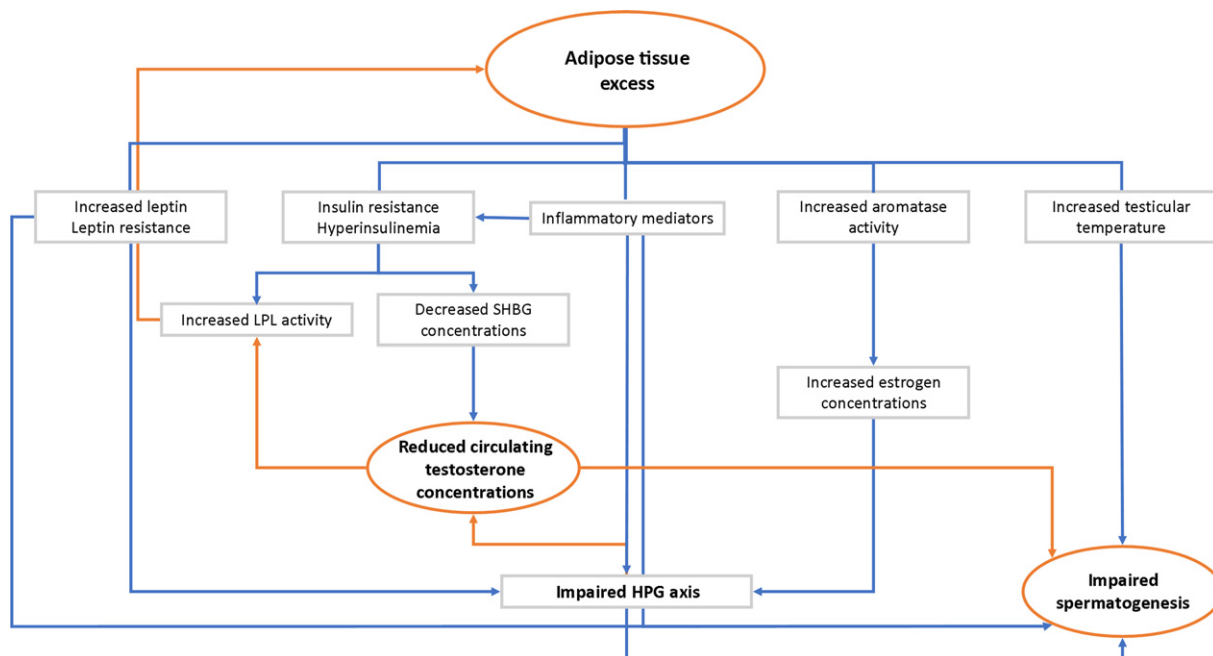 Adipose tissue
excess
Increased leptin
Leptin resistance
Insulin resistance
Hyperinsulinemia
Inflammatory mediators
Increased aromatase
activity
Increased testicular
temperature
Increased LPL activity
Decreased SHBG
concentrations
Increased estrogen
concentrations
Reduced circulating
testosterone
concentrations
Impaired HPG axis
Impaired
spermatogenesis